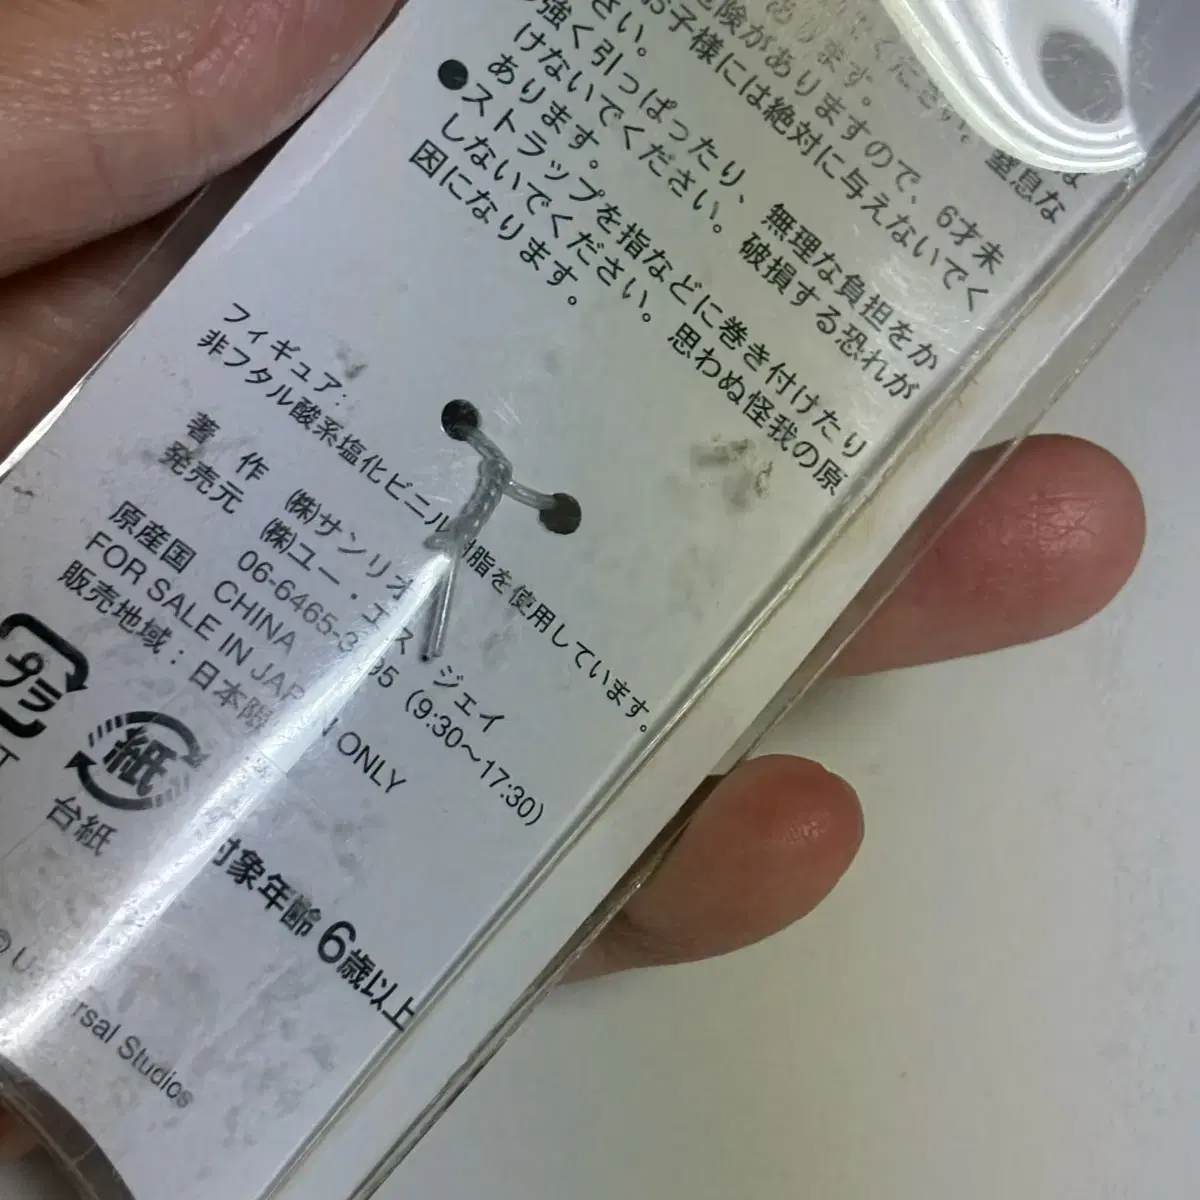 窒息な
危険がありますので、6才未
お子様には絶対に与えないでく
さい。
強く引っぱったり、無理な負担をか
けないでください。破損する恐れが
あります。
●ストラップを指などに巻き付けたり
しないでください。思わぬ怪我の原
因になります。
フィギュア:
非フタル酸系塩化ビニル樹脂を使用しています。
著 作 ㈱サンリオ
発売元 ㈱ユー・エス・ジェイ
06-6465-3 95 (9:30〜17:30)
原産国 CHINA
FOR SALE IN JAPAN ONLY
販売地域:日本限
プラ
紙
台紙
対象年齢6歳以上
© Universal Studios